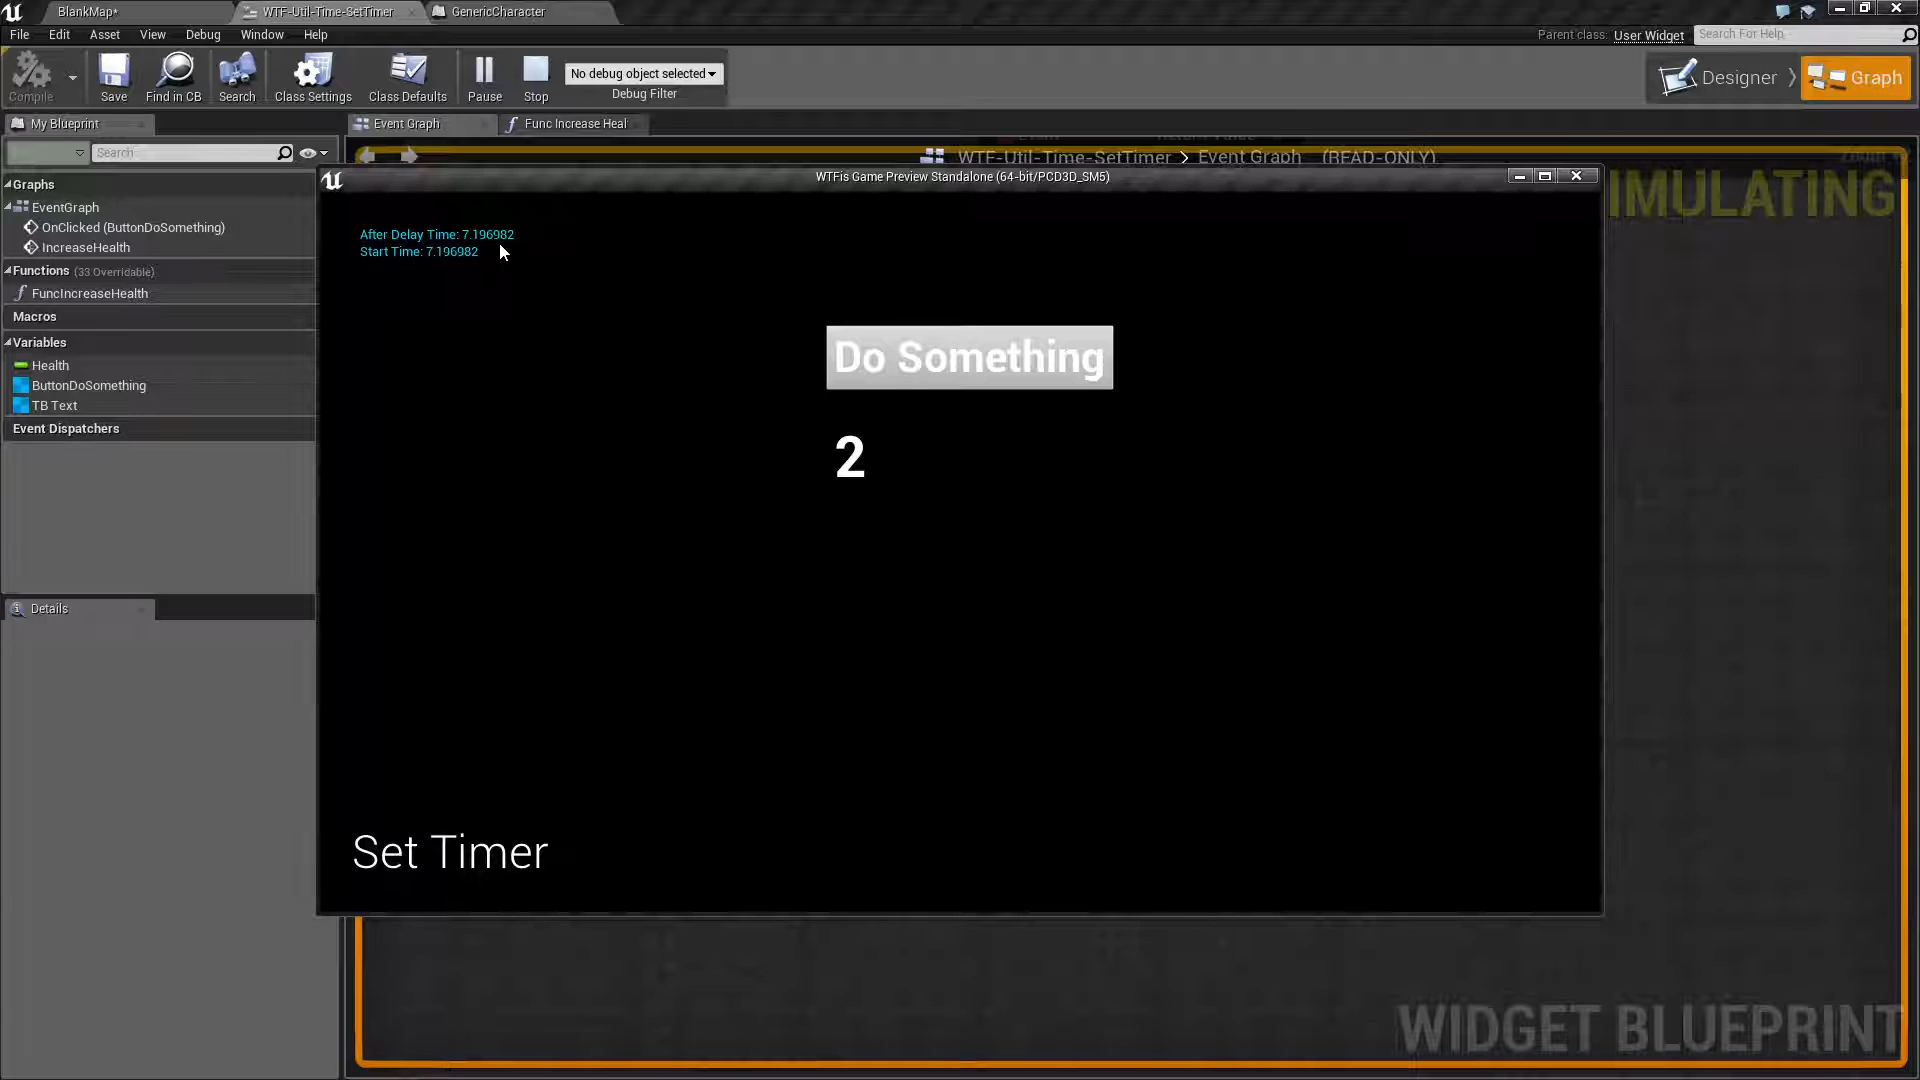 BlankMap*
WTF-Util-Time-SetTimer
GenericCharacter
File Edit Asset View Debug Window Help
Parent class: User Widget
Search For Help
Compile
Save
Find in CB
Search
Class Settings
Class Defaults
Pause
Stop
No debug object selected
Debug Filter
Designer
Graph
My Blueprint
Event Graph
Func Increase Heal
Search
WTF-Util-Time-SetTimer > Event Graph (READ-ONLY)
Graphs
EventGraph
OnClicked (ButtonDoSomething)
IncreaseHealth
Functions (33 Overridable)
FuncIncreaseHealth
Macros
Variables
Health
ButtonDoSomething
TB Text
Event Dispatchers
Details
WTFis Game Preview Standalone (64-bit/PCD3D_SM5)
IMULATING
After Delay Time: 7.196982
Start Time: 7.196982
Do Something
2
Set Timer
WIDGET BLUEPRINT